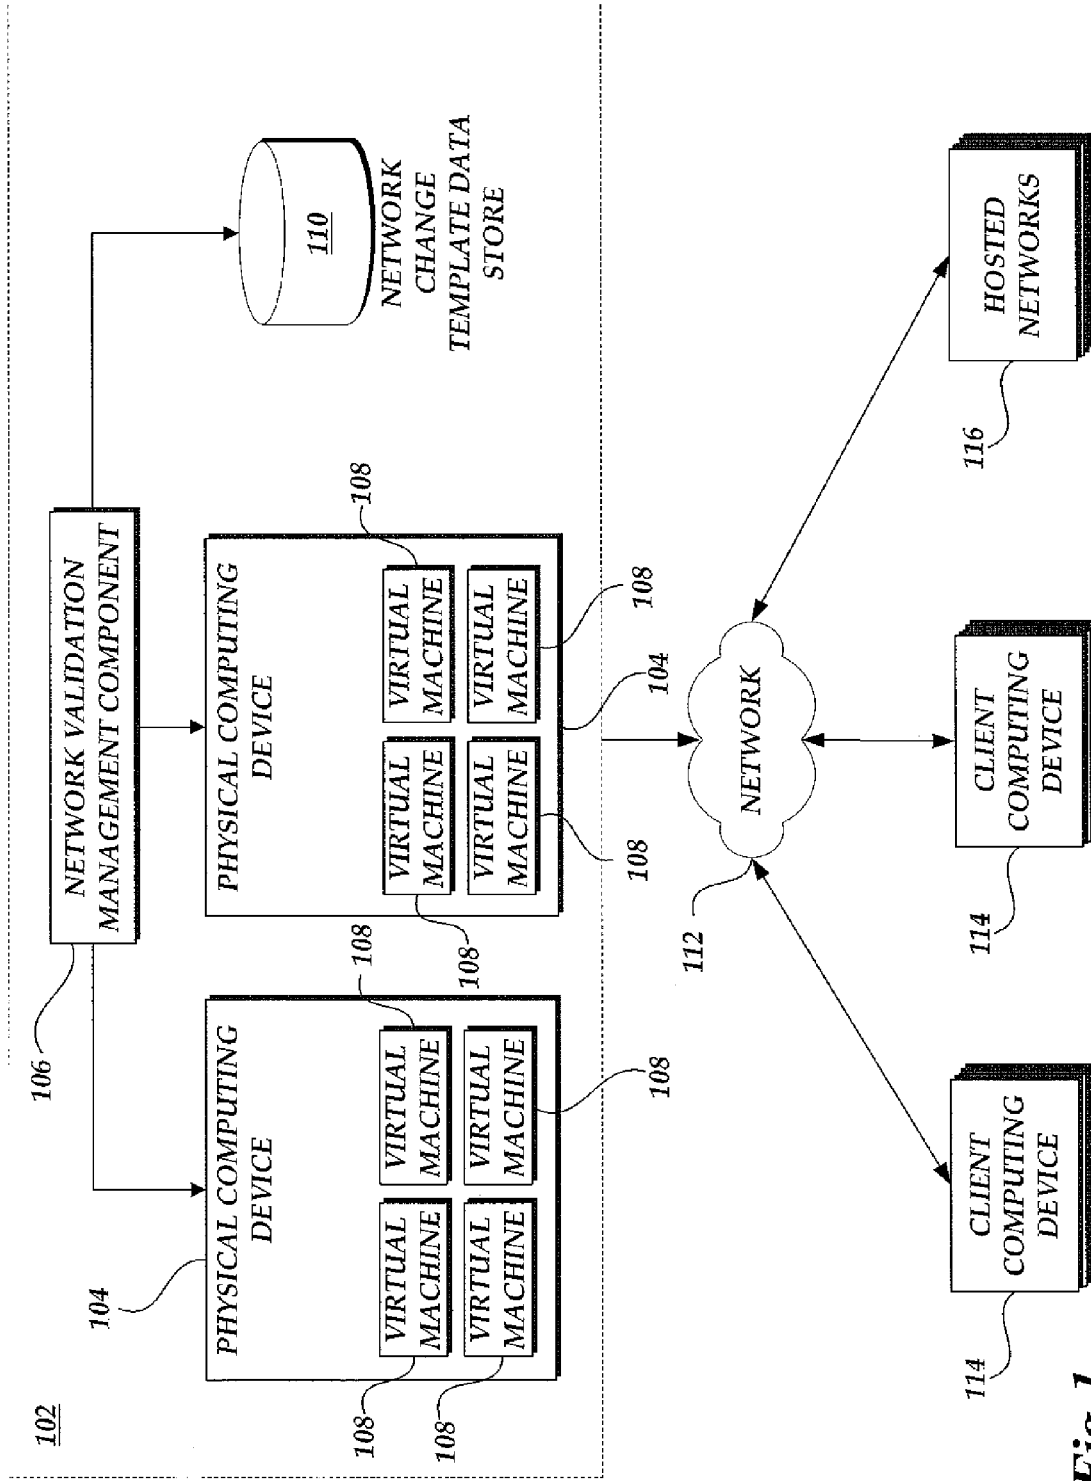 102
106
NETWORK VALIDATION
MANAGEMENT COMPONENT
104
PHYSICAL COMPUTING
DEVICE
108
VIRTUAL
MACHINE
VIRTUAL
MACHINE
108
VIRTUAL
MACHINE
108
VIRTUAL
MACHINE
108
PHYSICAL COMPUTING
DEVICE
108
VIRTUAL
MACHINE
VIRTUAL
MACHINE
108
VIRTUAL
MACHINE
108
VIRTUAL
MACHINE
108
104
110
NETWORK
CHANGE
TEMPLATE DATA
STORE
112
NETWORK
114
CLIENT
COMPUTING
DEVICE
114
CLIENT
COMPUTING
DEVICE
116
HOSTED
NETWORKS
Fig.1.